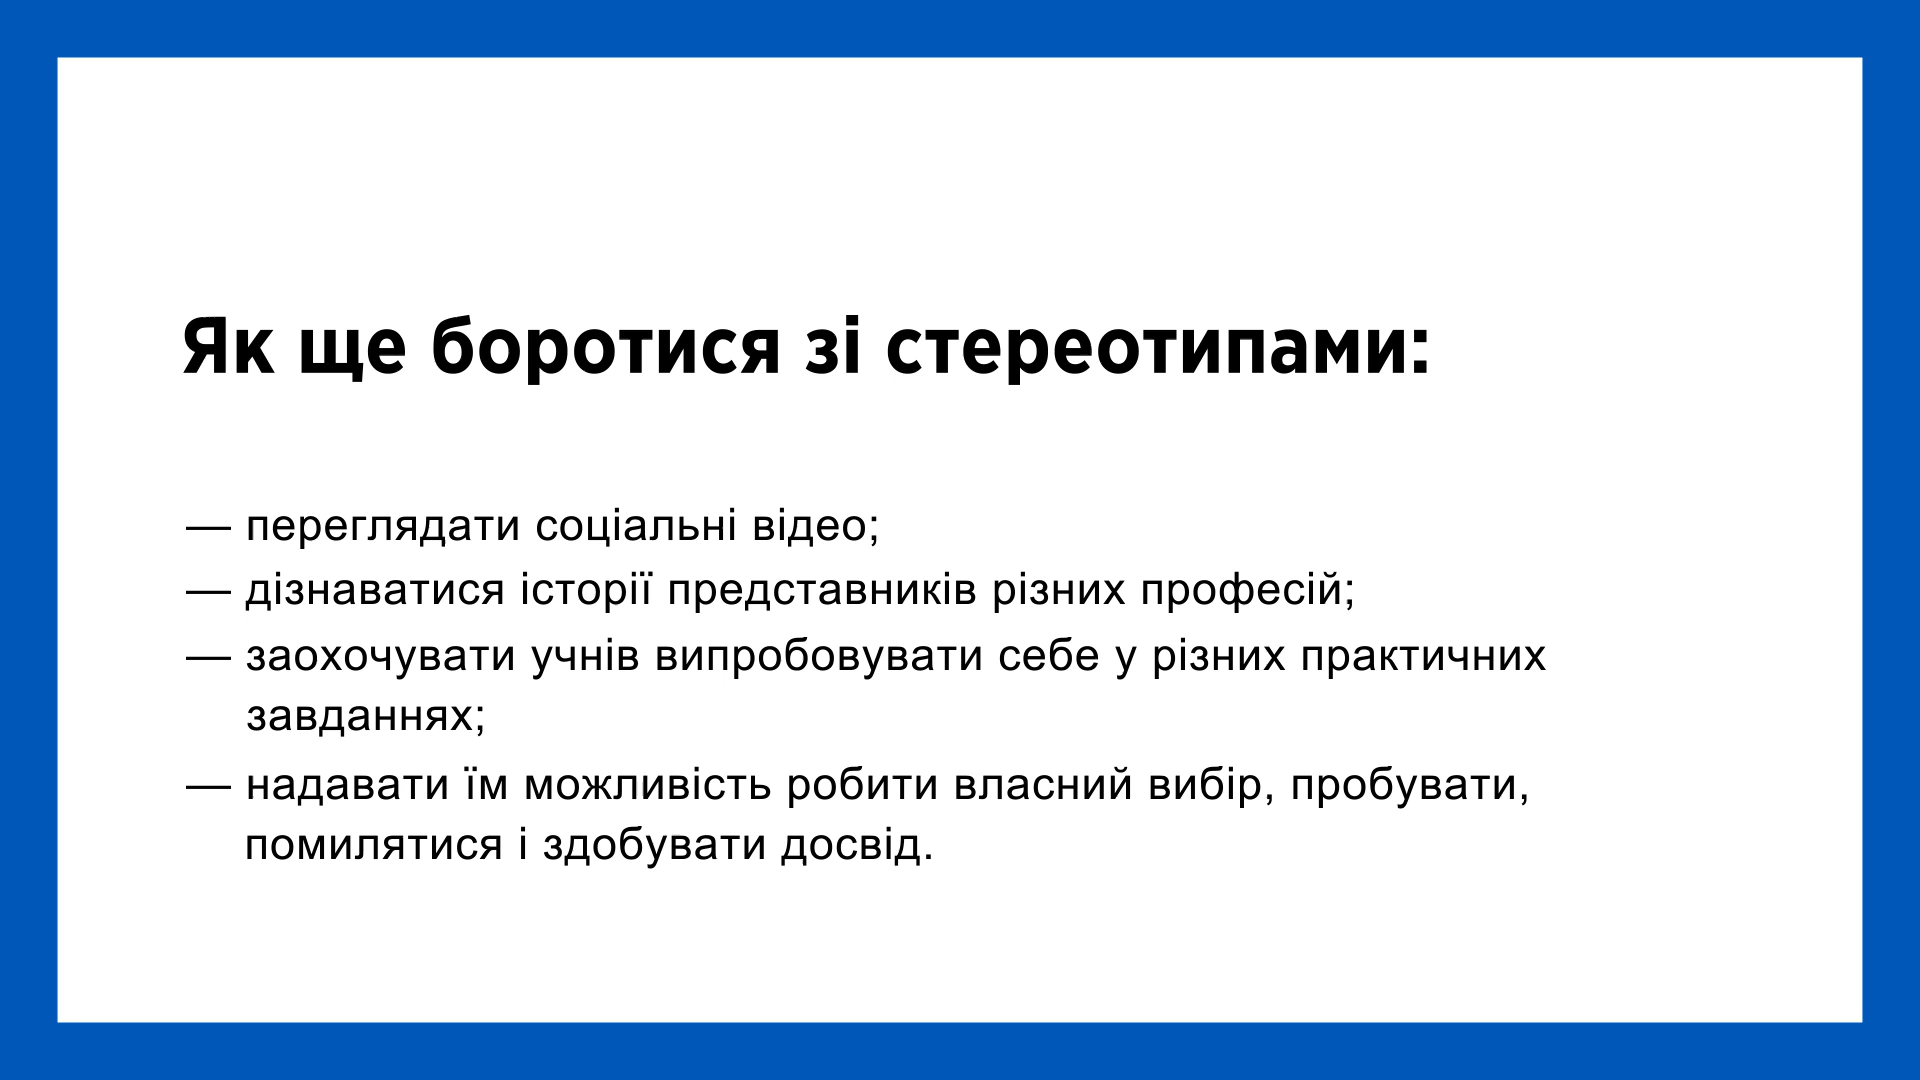 Як ще боротися зі стереотипами:
— переглядати соціальні відео;
— дізнаватися історії представників різних професій;
— заохочувати учнів випробовувати себе у різних практичних
завданнях;
— надавати їм можливість робити власний вибір, пробувати,
помилятися і здобувати досвід.